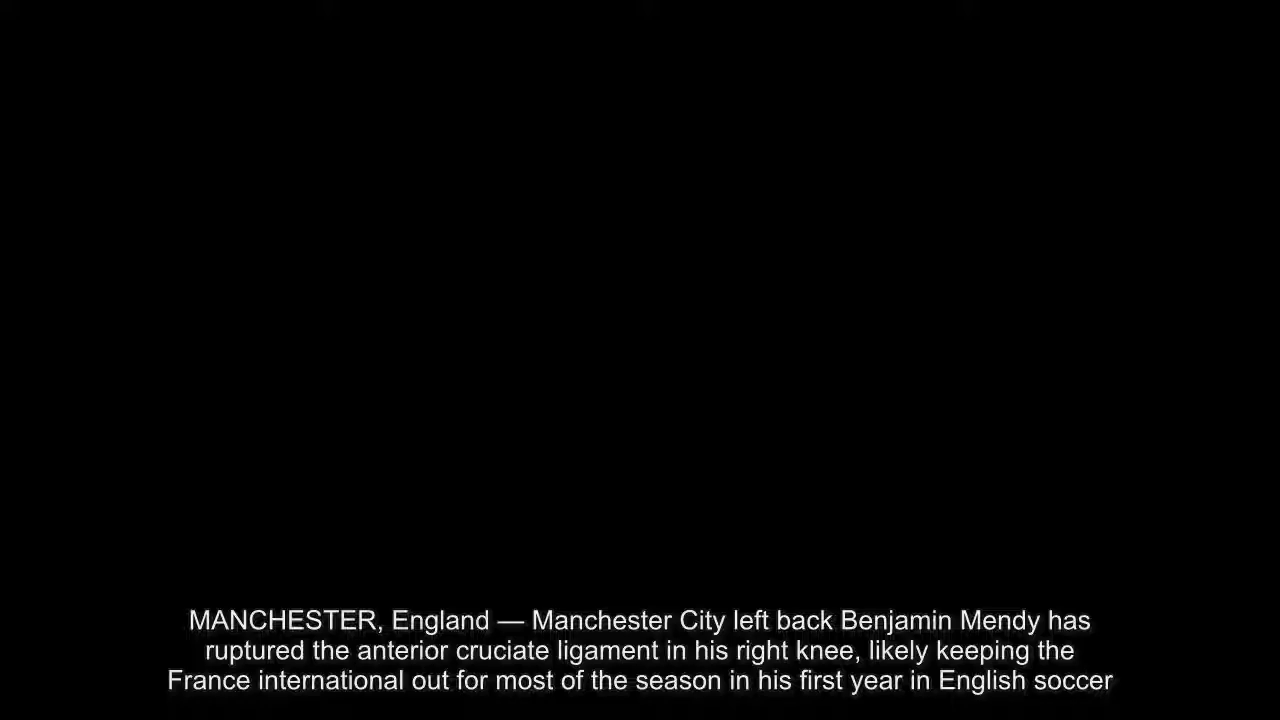 MANCHESTER, England — Manchester City left back Benjamin Mendy has
ruptured the anterior cruciate ligament in his right knee, likely keeping the
France international out for most of the season in his first year in English soccer